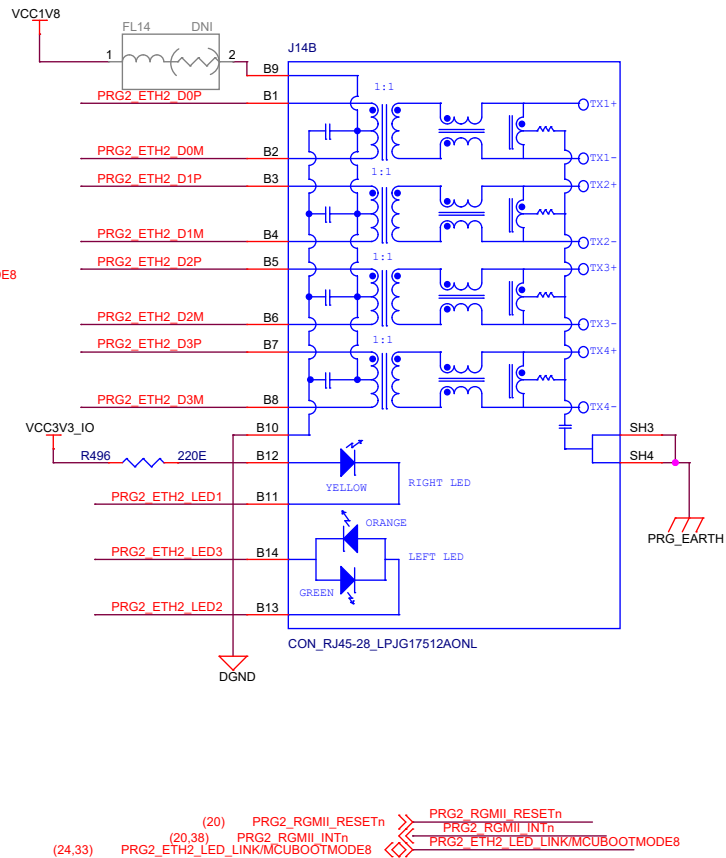 VCC1V8
FL14 DNI
1 2
J14B
B9
1:1
PRG2_ETH2_D0P B1 TX1+
PRG2_ETH2_D0M B2 TX1-
1:1
PRG2_ETH2_D1P B3 TX2+
PRG2_ETH2_D1M B4 TX2-
1:1
PRG2_ETH2_D2P B5 TX3+
E8
PRG2_ETH2_D2M B6 TX3-
1:1
PRG2_ETH2_D3P B7 TX4+
PRG2_ETH2_D3M B8 TX4-
VCC3V3_IO
B10 SH3
R496 220E B12 SH4
YELLOW RIGHT LED
PRG2_ETH2_LED1 B11
ORANGE
PRG_EARTH
PRG2_ETH2_LED3 B14 LEFT LED
GREEN
PRG2_ETH2_LED2 B13
CON_RJ45-28_LPJG17512AONL
DGND
(20) PRG2_RGMII_RESETn PRG2_RGMII_RESETn
(20,38) PRG2_RGMII_INTn PRG2_RGMII_INTn
(24,33) PRG2_ETH2_LED_LINK/MCUBOOTMODE8 PRG2_ETH2_LED_LINK/MCUBOOTMODE8